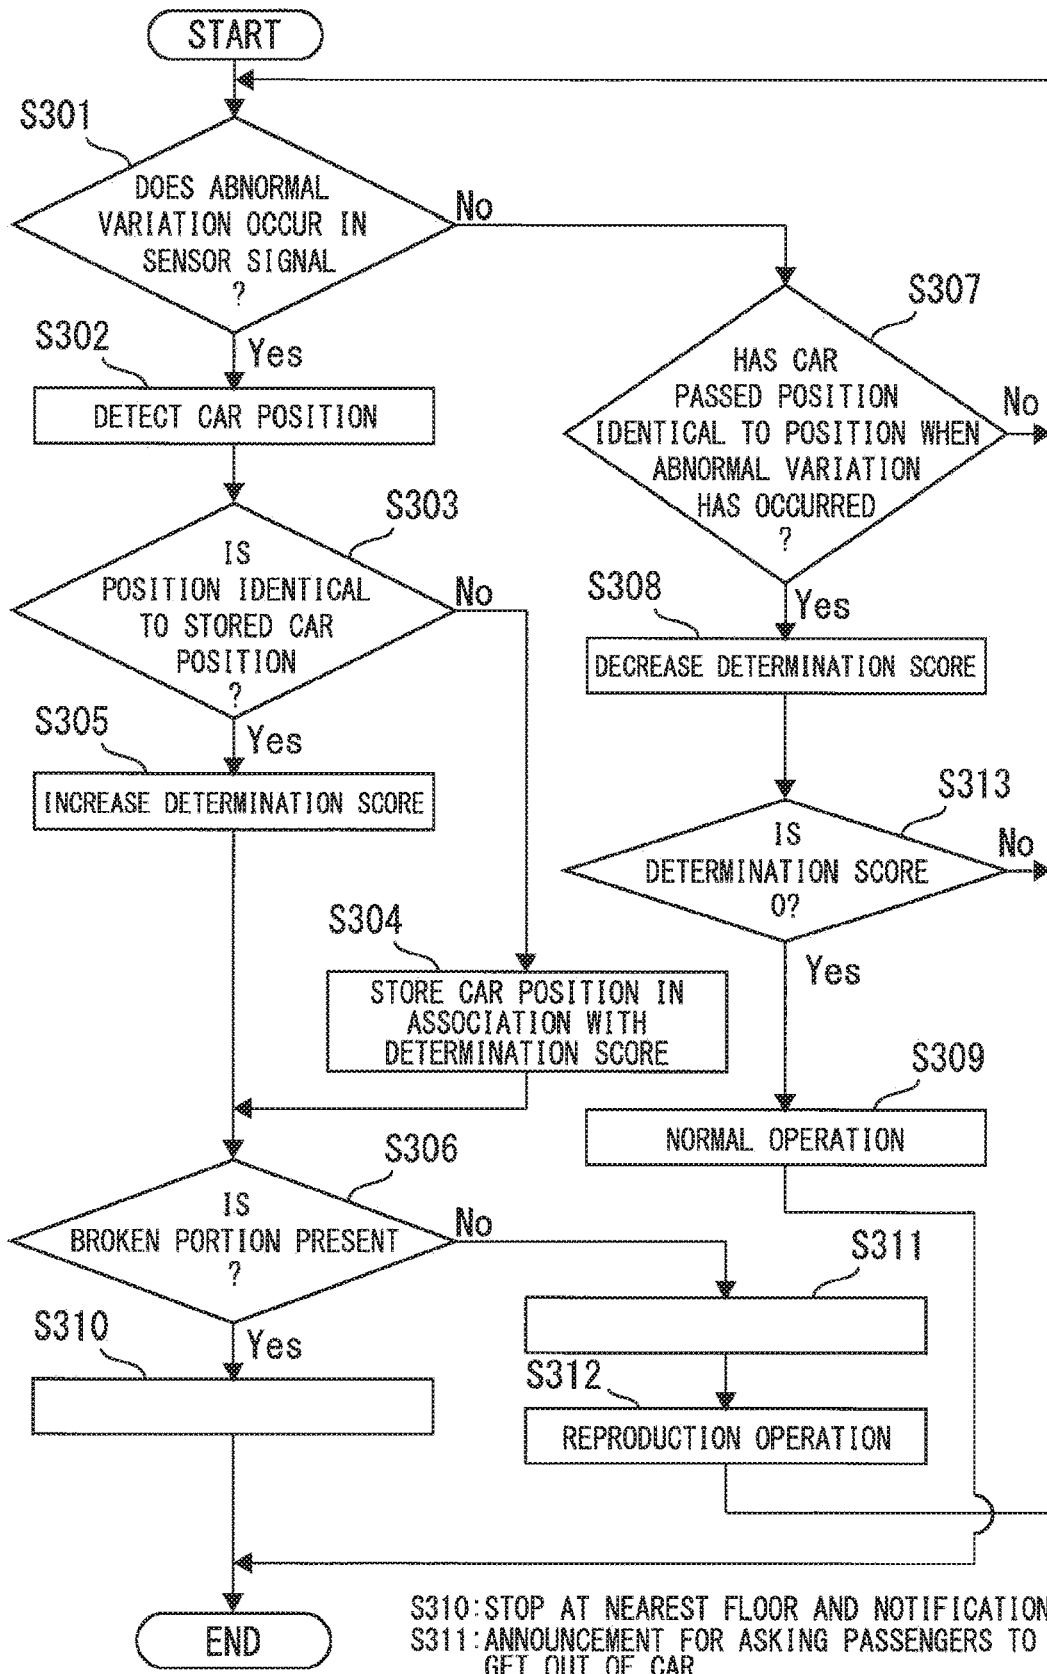 START
S301
DOES ABNORMAL
VARIATION OCCUR IN
SENSOR SIGNAL
?
No
Yes
S302
DETECT CAR POSITION
S303
IS
POSITION IDENTICAL
TO STORED CAR
POSITION
?
No
Yes
S305
INCREASE DETERMINATION SCORE
S304
STORE CAR POSITION IN
ASSOCIATION WITH
DETERMINATION SCORE
S306
IS
BROKEN PORTION PRESENT
?
No
Yes
S310
S307
HAS CAR
PASSED POSITION
IDENTICAL TO POSITION WHEN
ABNORMAL VARIATION
HAS OCCURRED
?
No
Yes
S308
DECREASE DETERMINATION SCORE
S313
IS
DETERMINATION SCORE
0?
No
Yes
S309
NORMAL OPERATION
S311
S312
REPRODUCTION OPERATION
END
S310:STOP AT NEAREST FLOOR AND NOTIFICATION
S311:ANNOUNCEMENT FOR ASKING PASSENGERS TO
GET OUT OF CAR